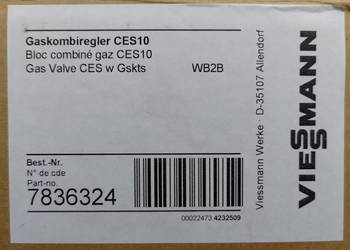 Gaskombiregler CES10
Bloc combiné gaz CES10
Gas Valve CES w Gskts WB2B
Best.-Nr.
N° de cde
Part-no.
7836324
00022473 4232509
Viessmann Werke · D-35107 Allendorf
VIESSMANN